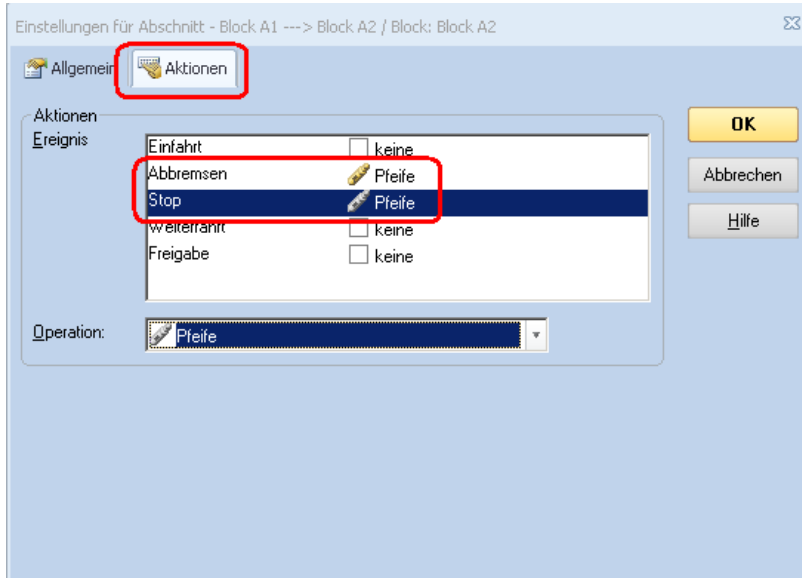 Einstellungen für Abschnitt - Block A1 ---> Block A2 / Block: Block A2
Allgemein Aktionen
Aktionen
Ereignis
Einfahrt keine
Abbremsen Pfeife
Stop Pfeife
Weiterfahrt keine
Freigabe keine
Operation: Pfeife
OK
Abbrechen
Hilfe